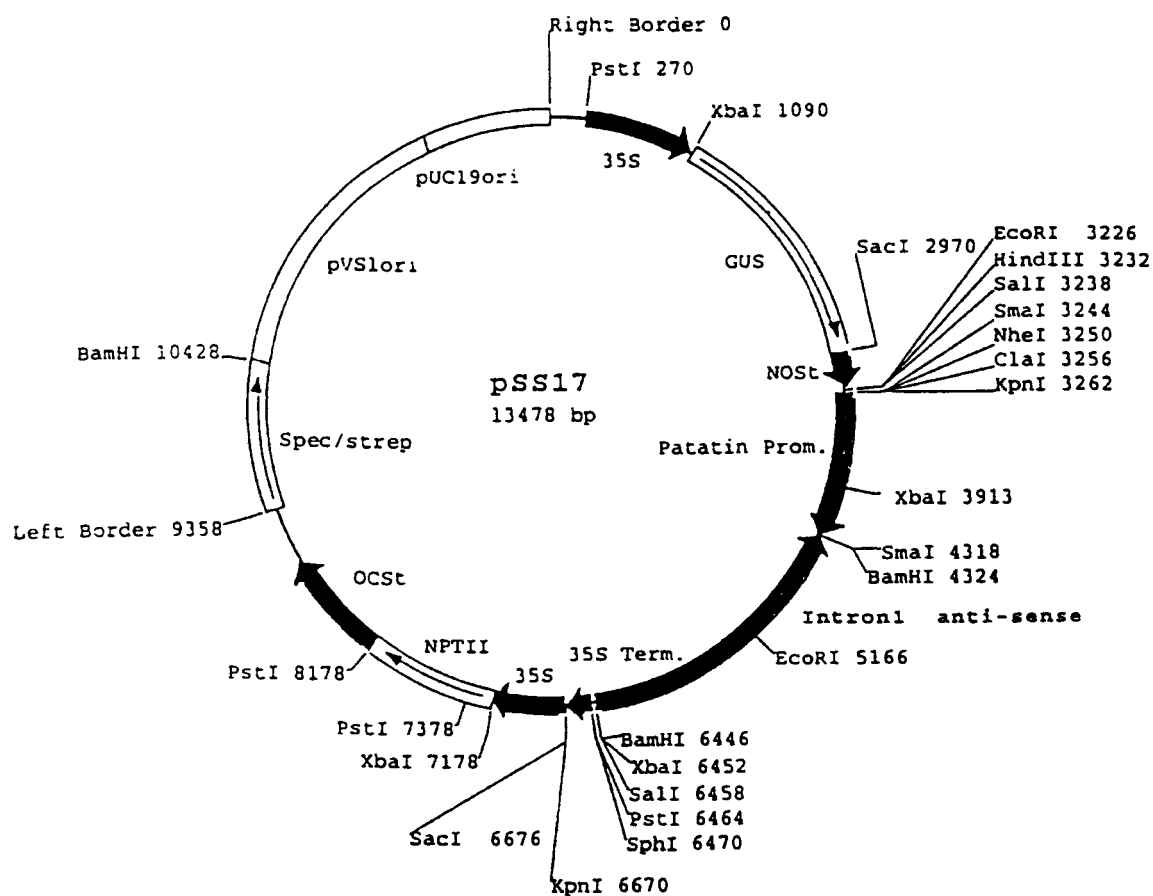 Right Border 0
PstI 270
XbaI 1090
35S
pUC19ori
pVS1ori
GUS
SacI 2970
EcoRI 3226
HindIII 3232
SalI 3238
SmaI 3244
NheI 3250
ClaI 3256
KpnI 3262
BamHI 10428
pSS17
13478 bp
NOSt
Patatin Prom.
Spec/strep
XbaI 3913
Left Border 9358
SmaI 4318
BamHI 4324
OCSt
Intron1 anti-sense
NPTII
35S
35S Term.
EcoRI 5166
PstI 8178
PstI 7378
XbaI 7178
BamHI 6446
XbaI 6452
SalI 6458
PstI 6464
SphI 6470
SacI 6676
KpnI 6670